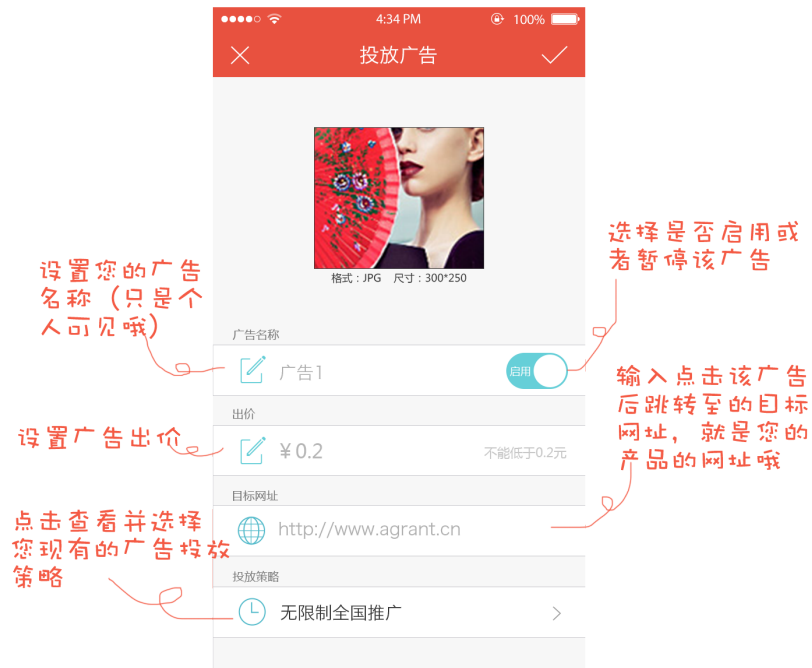 4:34 PM
100%
投放广告
格式：JPG 尺寸：300*250
选择是否启用或
者暂停该广告
设置您的广告
名称（只是个
人可见哦）
广告名称
广告1
启用
输入点击该广告
后跳转至的目标
网址，就是您的
产品的网址哦
出价
设置广告出价
¥0.2
不能低于0.2元
目标网址
http://www.agrant.cn
点击查看并选择
您现有的广告投放
策略
投放策略
无限制全国推广